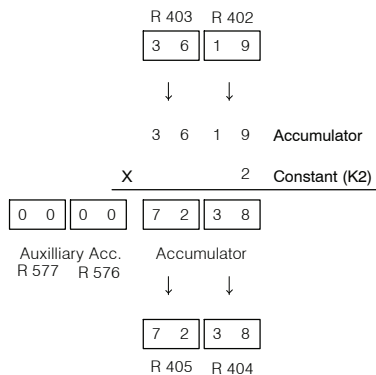 R 403 R 402
3 6 1 9
↓ ↓
3 6 1 9 Accumulator
X 2 Constant (K2)
0 0 0 0 7 2 3 8
Auxilliary Acc. Accumulator
R 577 R 576
↓ ↓
7 2 3 8
R 405 R 404